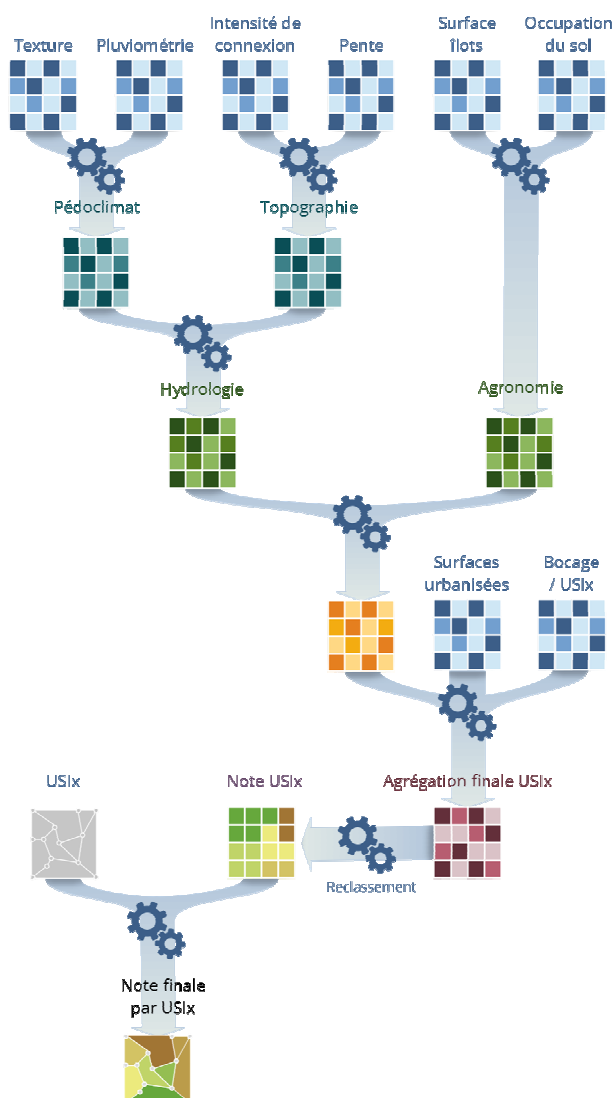 Texture
Pluviométrie
Intensité de
connexion
Pente
Surface
îlots
Occupation
du sol
Pédoclimat
Topographie
Hydrologie
Agronomie
Surfaces
urbanisées
Bocage
/ USIx
USIx
Note USIx
Agrégation finale USIx
Reclassement
Note finale
par USIx